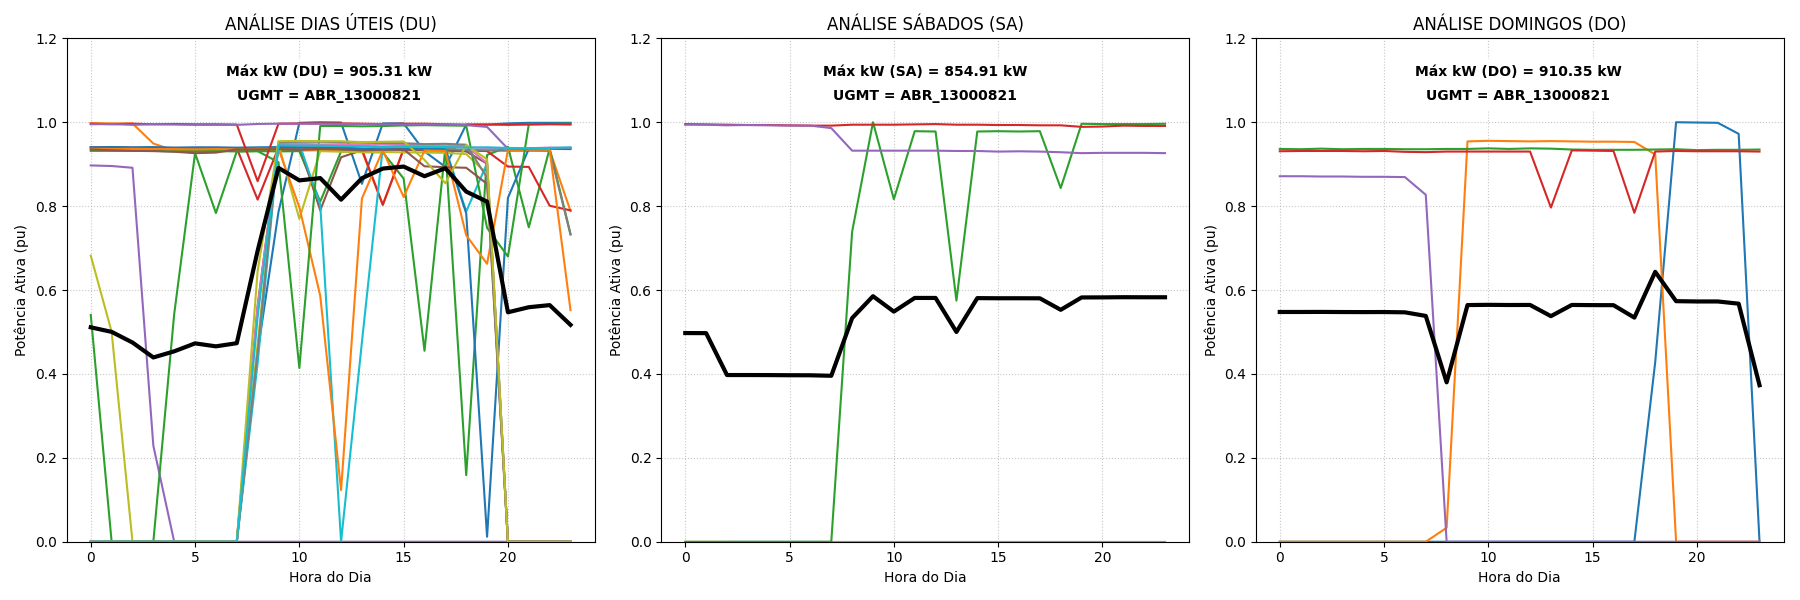 ANÁLISE DIAS ÚTEIS (DU)
Máx kW (DU) = 905.31 kW
UGMT = ABR_13000821
Potência Ativa (pu)
1.2
1.0
0.8
0.6
0.4
0.2
0.0
0 5 10 15 20
Hora do Dia
ANÁLISE SÁBADOS (SA)
Máx kW (SA) = 854.91 kW
UGMT = ABR_13000821
Potência Ativa (pu)
1.2
1.0
0.8
0.6
0.4
0.2
0.0
0 5 10 15 20
Hora do Dia
ANÁLISE DOMINGOS (DO)
Máx kW (DO) = 910.35 kW
UGMT = ABR_13000821
Potência Ativa (pu)
1.2
1.0
0.8
0.6
0.4
0.2
0.0
0 5 10 15 20
Hora do Dia